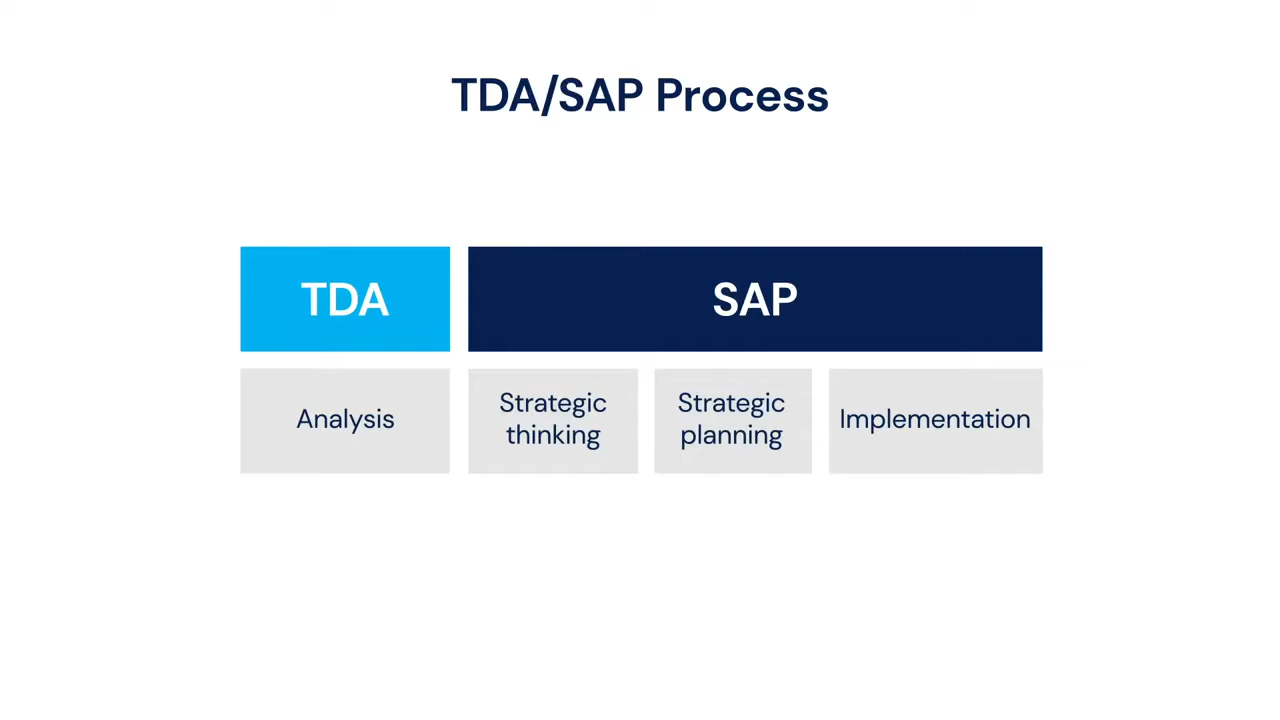 TDA/SAP Process
TDA
SAP
Analysis
Strategic
thinking
Strategic
planning
Implementation